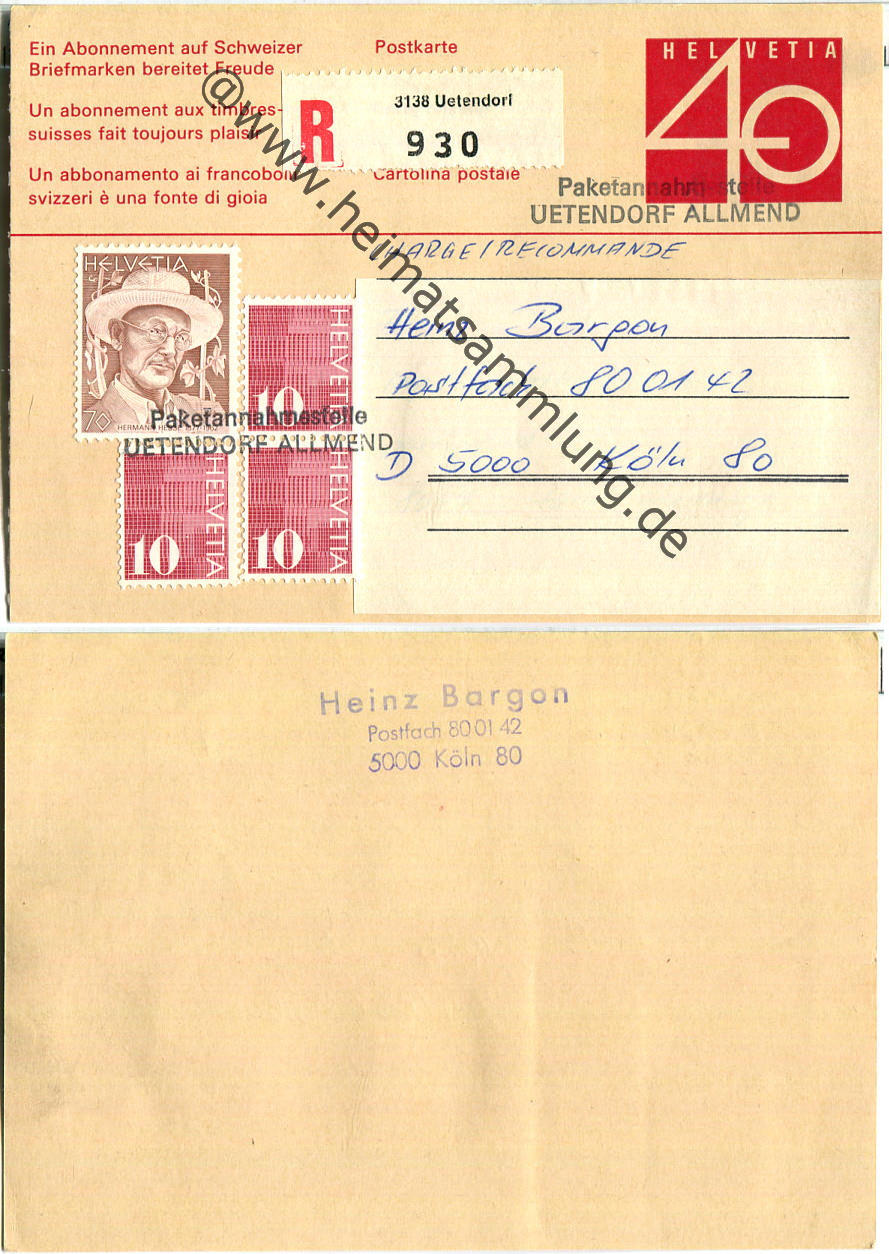 Ein Abonnement auf Schweizer
Briefmarken bereitet Freude
Un abonnement aux timbres-
suisses fait toujours plaisir
Un abbonamento ai francobolli
svizzeri è una fonte di gioia
Postkarte
R
3138 Uetendorf
930
Cartolina postale
HELVETIA
40
Paketannahmestelle
UETENDORF ALLMEND
CHARGE/RECOMMANDE
HELVETIA
70
HERMANN HESSE 1877-1962
HELVETIA
10
HELVETIA
10
HELVETIA
10
Paketannahmestelle
UETENDORF ALLMEND
Heinz Bargon
Postfach 80 01 42
D 5000 Köln 80
@www.heimatsammlung.de
Heinz Bargon
Postfach 80 01 42
5000 Köln 80